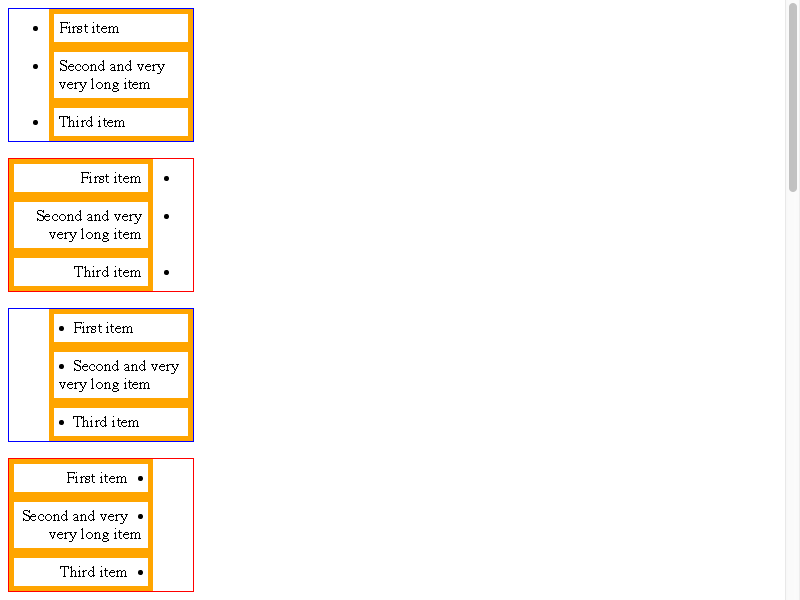 • First item
• Second and very
very long item
• Third item
First item •
Second and very •
very long item
Third item •
• First item
• Second and very
very long item
• Third item
First item •
Second and very •
very long item
Third item •